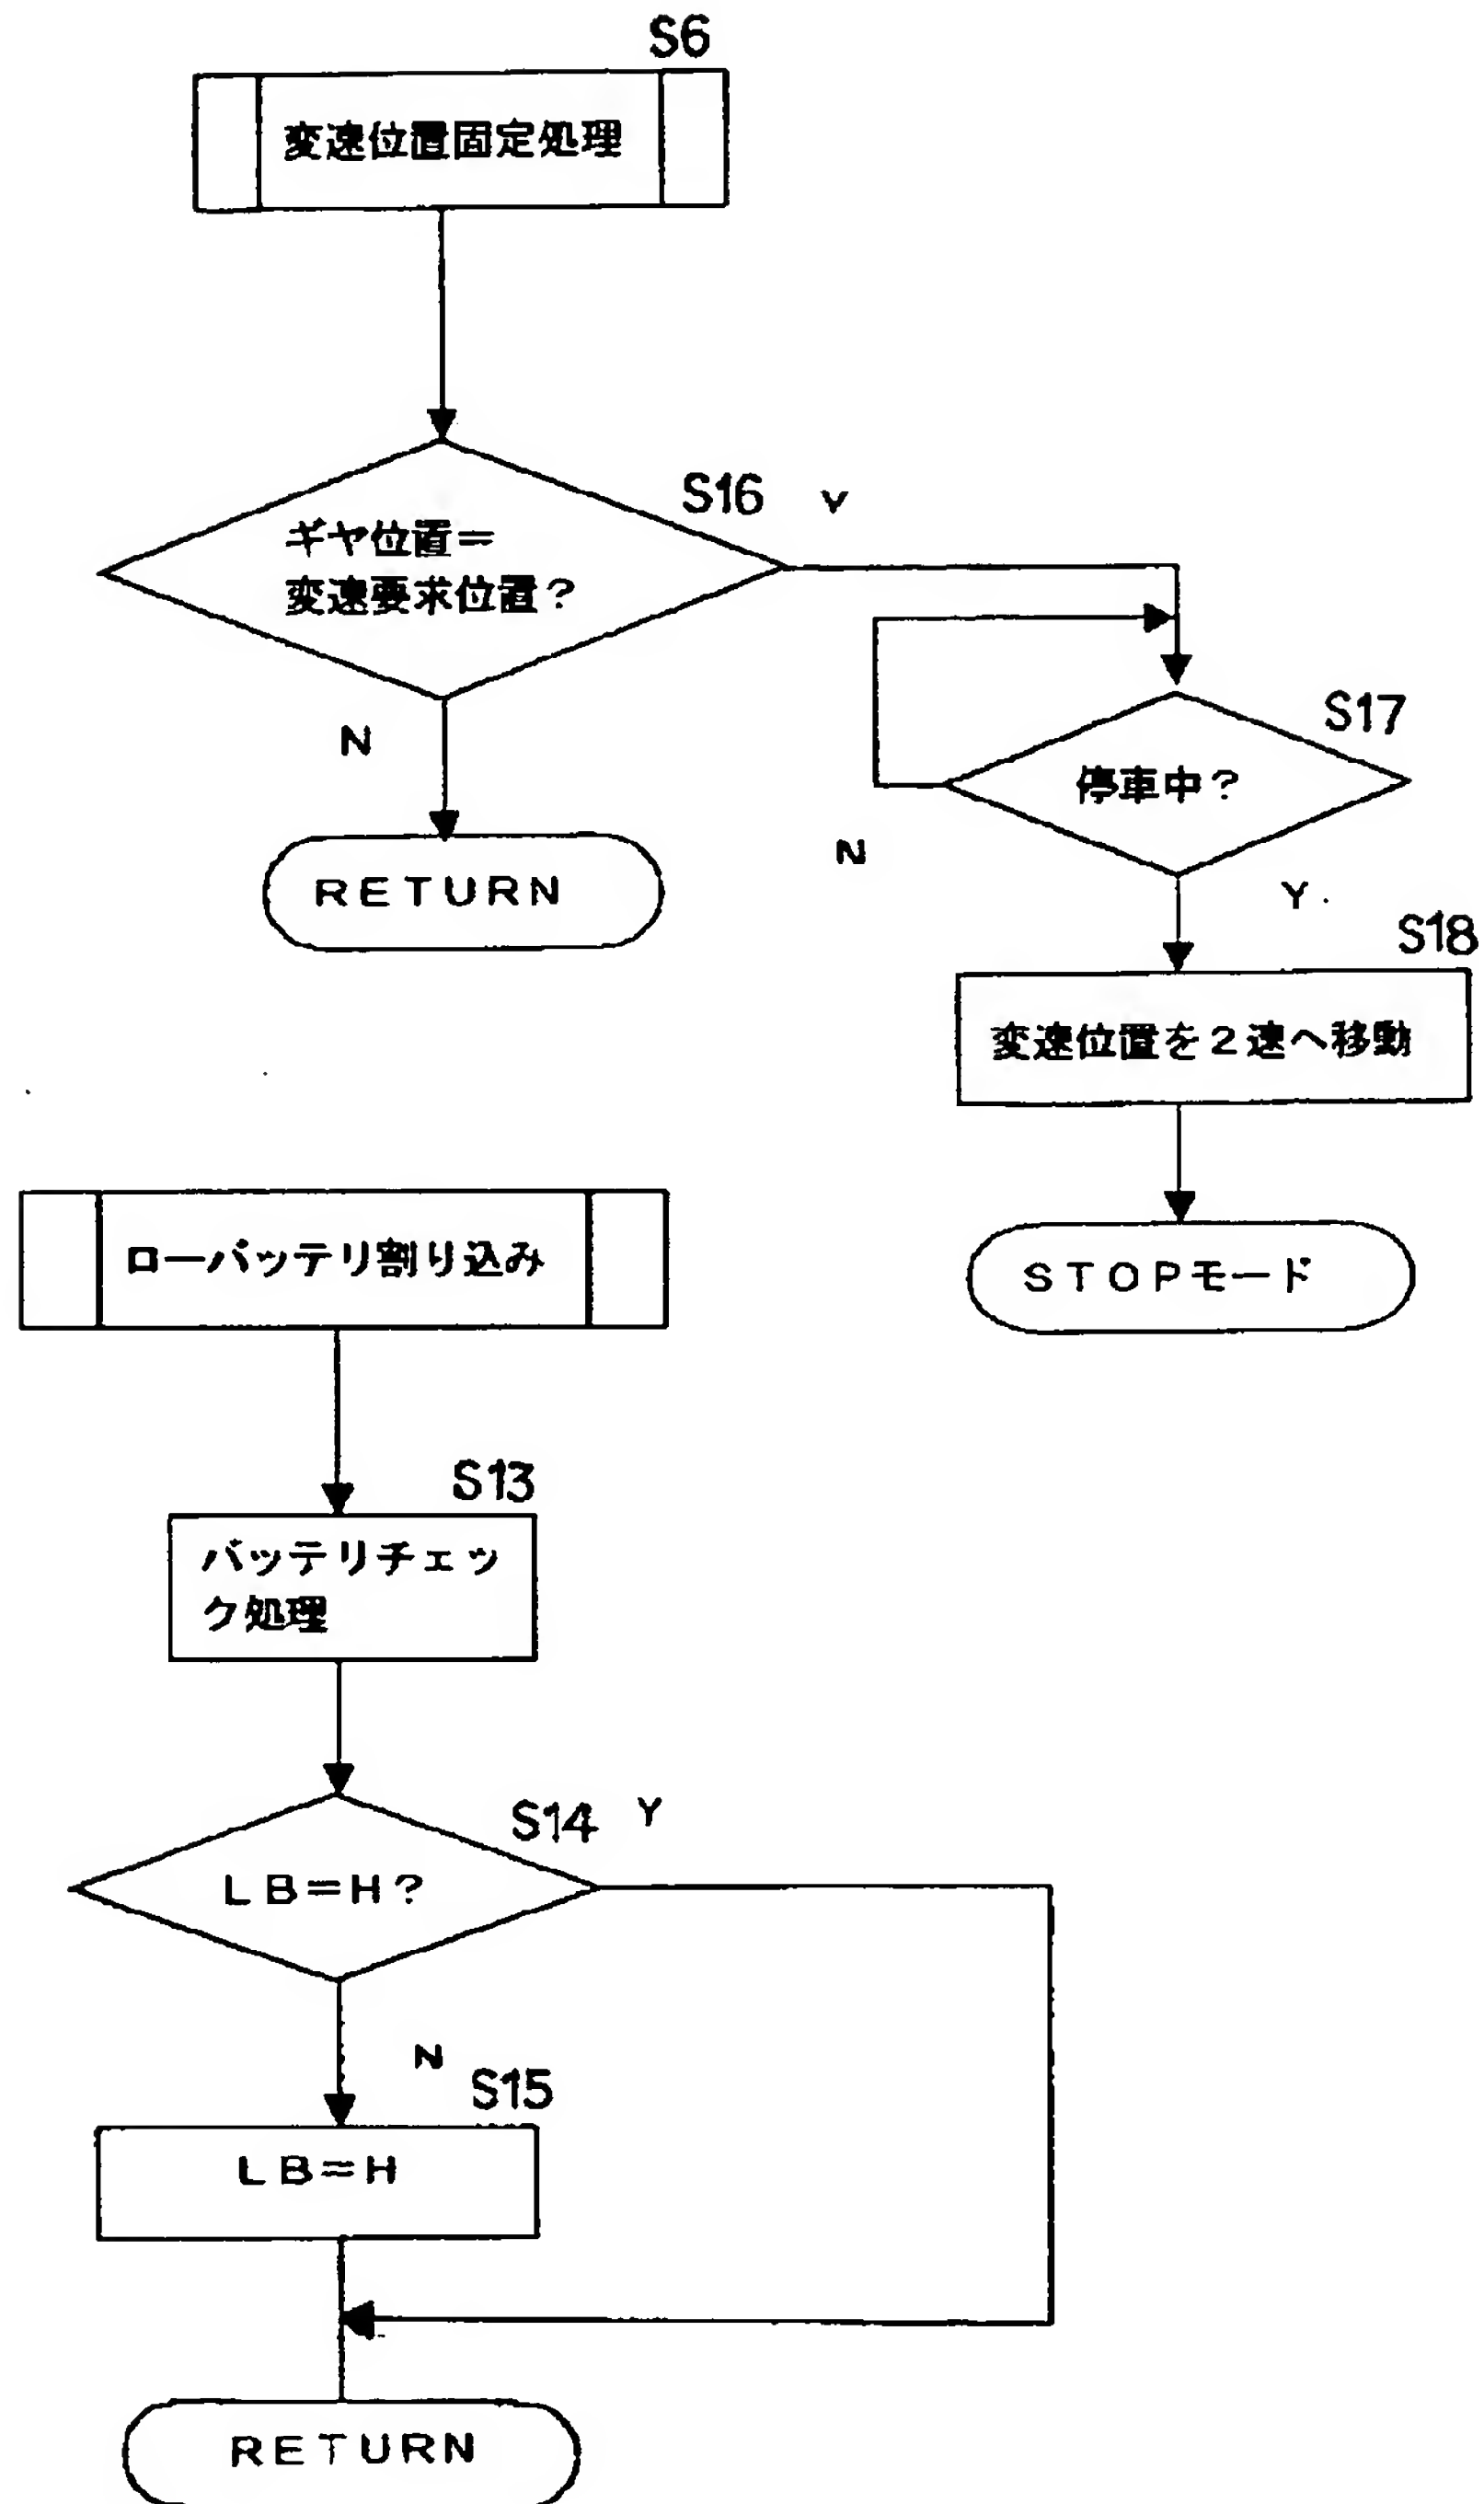 S6
変速位置固定処理
S16
Y
ギヤ位置＝
変速要求位置？
N
RETURN
S17
停車中？
N
Y
S18
変速位置を２速へ移動
STOPモード
ローバッテリ割り込み
S13
バッテリチェッ
ク処理
S14
Y
LB=H？
N
S15
LB=H
RETURN